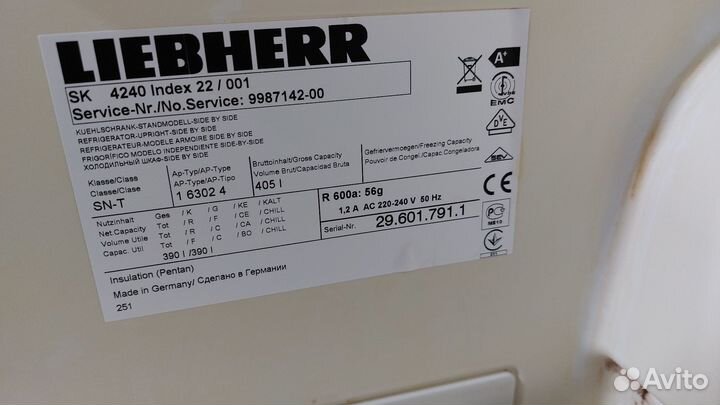 LIEBHERR
SK 4240 Index 22 / 001
Service-Nr./No.Service: 9987142-00
KUEHLSCHRANK-STANDMODELL-SIDE BY SIDE
REFRIGERATOR-UPRIGHT-SIDE BY SIDE
REFRIGERATEUR-MODELE ARMOIRE SIDE BY SIDE
FRIGORÍFICO MODELO INDEPENDIENTE SIDE BY SIDE
ХОЛОДИЛЬНЫЙ ШКАФ-SIDE BY SIDE
Klasse/Class
Classe/Clase
SN-T
Ap-Typ/AP-Type
AP-Type/AP-Tipo
1 6302 4
Bruttoinhalt/Gross Capacity
Volume Brut/Capacidad Bruta
405 l
Gefriervermoegen/Freezing Capacity
Pouvoir de Congel./Capac Congeladora
Nutzinhalt Ges / K / G / KE / KALT
Net.Capacity Tot / R / F / CE / CHILL
Volume Utile Tot / R / C / CA / CHILL
Capac. Util Tot / F / C / BO / CHILL
390 l /390 l
R 600a: 56g
1,2 A AC 220-240 V 50 Hz
Serial-Nr. 29.601.791.1
Insulation (Pentan)
Made in Germany/ Сделано в Германии
251
A+
EMC
VDE
SEV
CE
PC
ME10
251
Avito